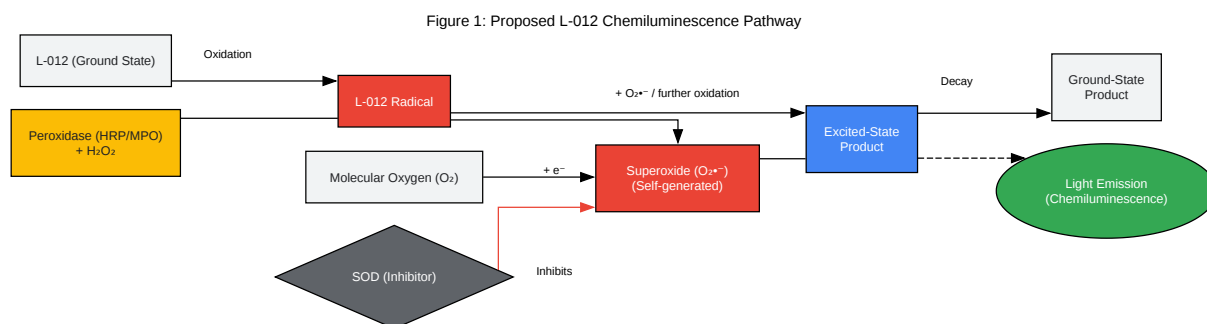 Figure 1: Proposed L-012 Chemiluminescence Pathway
L-012 (Ground State)
Oxidation
Peroxidase (HRP/MPO)
+ H₂O₂
L-012 Radical
+ O₂•⁻ / further oxidation
Decay
Ground-State
Product
Excited-State
Product
Molecular Oxygen (O₂)
+ e⁻
Superoxide (O₂•⁻)
(Self-generated)
Light Emission
(Chemiluminescence)
SOD (Inhibitor)
Inhibits